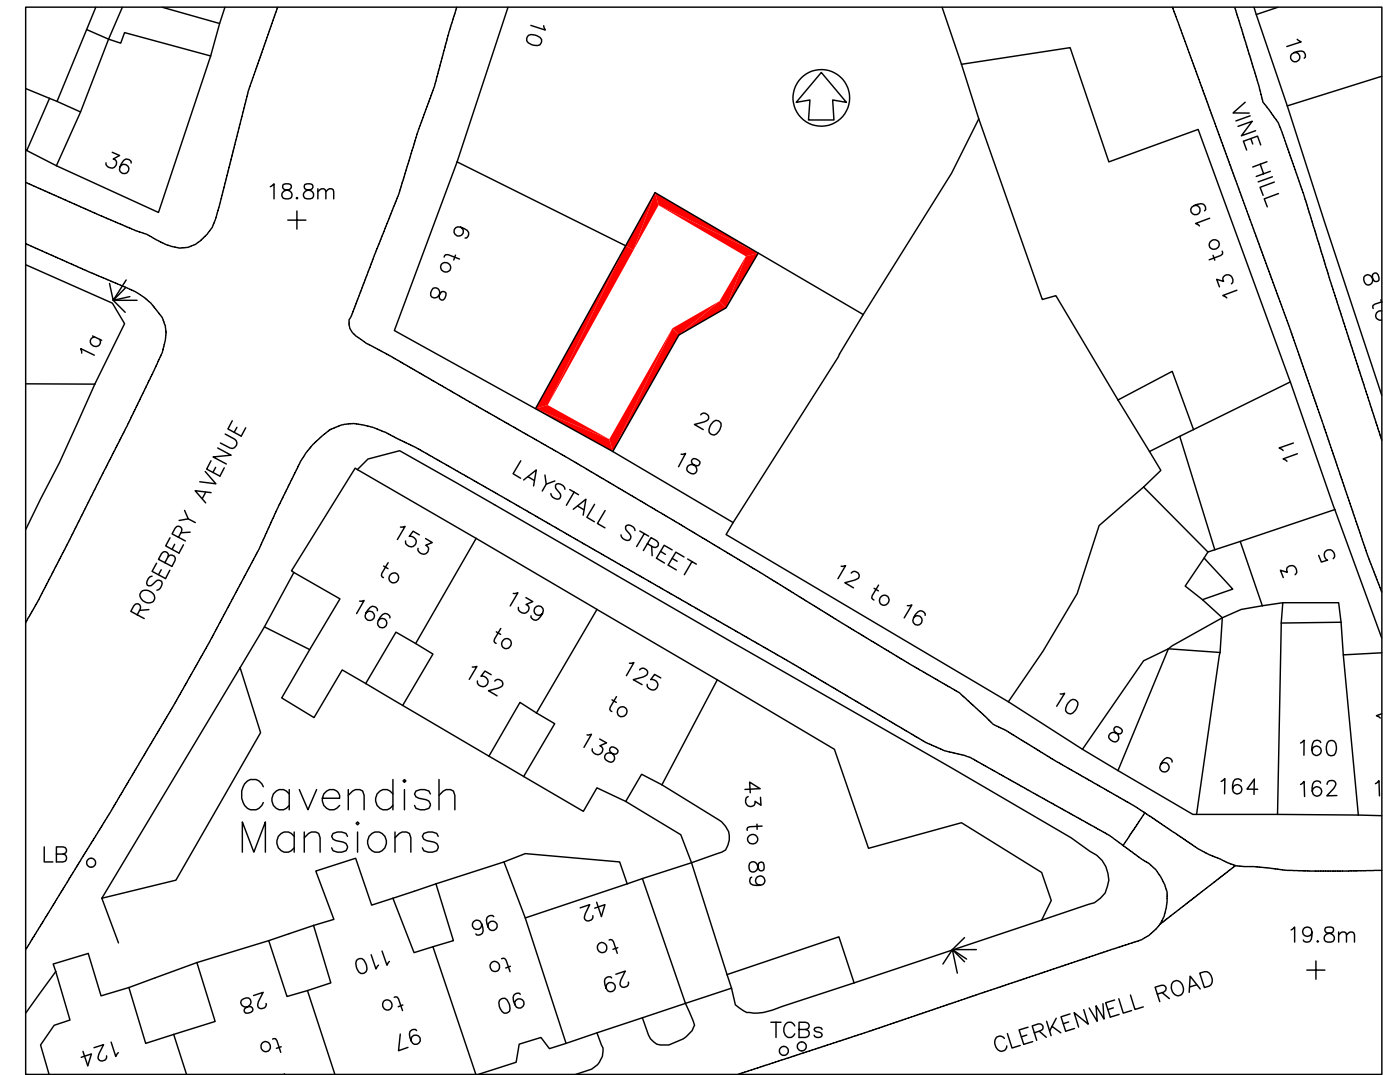 10
16
VINE HILL
36
18.8m
6 to 8
13 to 19
8 to
1a
ROSEBERY AVENUE
20
18
LAYSTALL STREET
11
5
3
153
to
166
139
to
152
125
to
138
12 to 16
10
8
6
164
160
162
43 to 89
Cavendish
Mansions
LB
96
to
90
42
to
29
110
to
97
28
to
124
TCBs
19.8m
CLERKENWELL ROAD